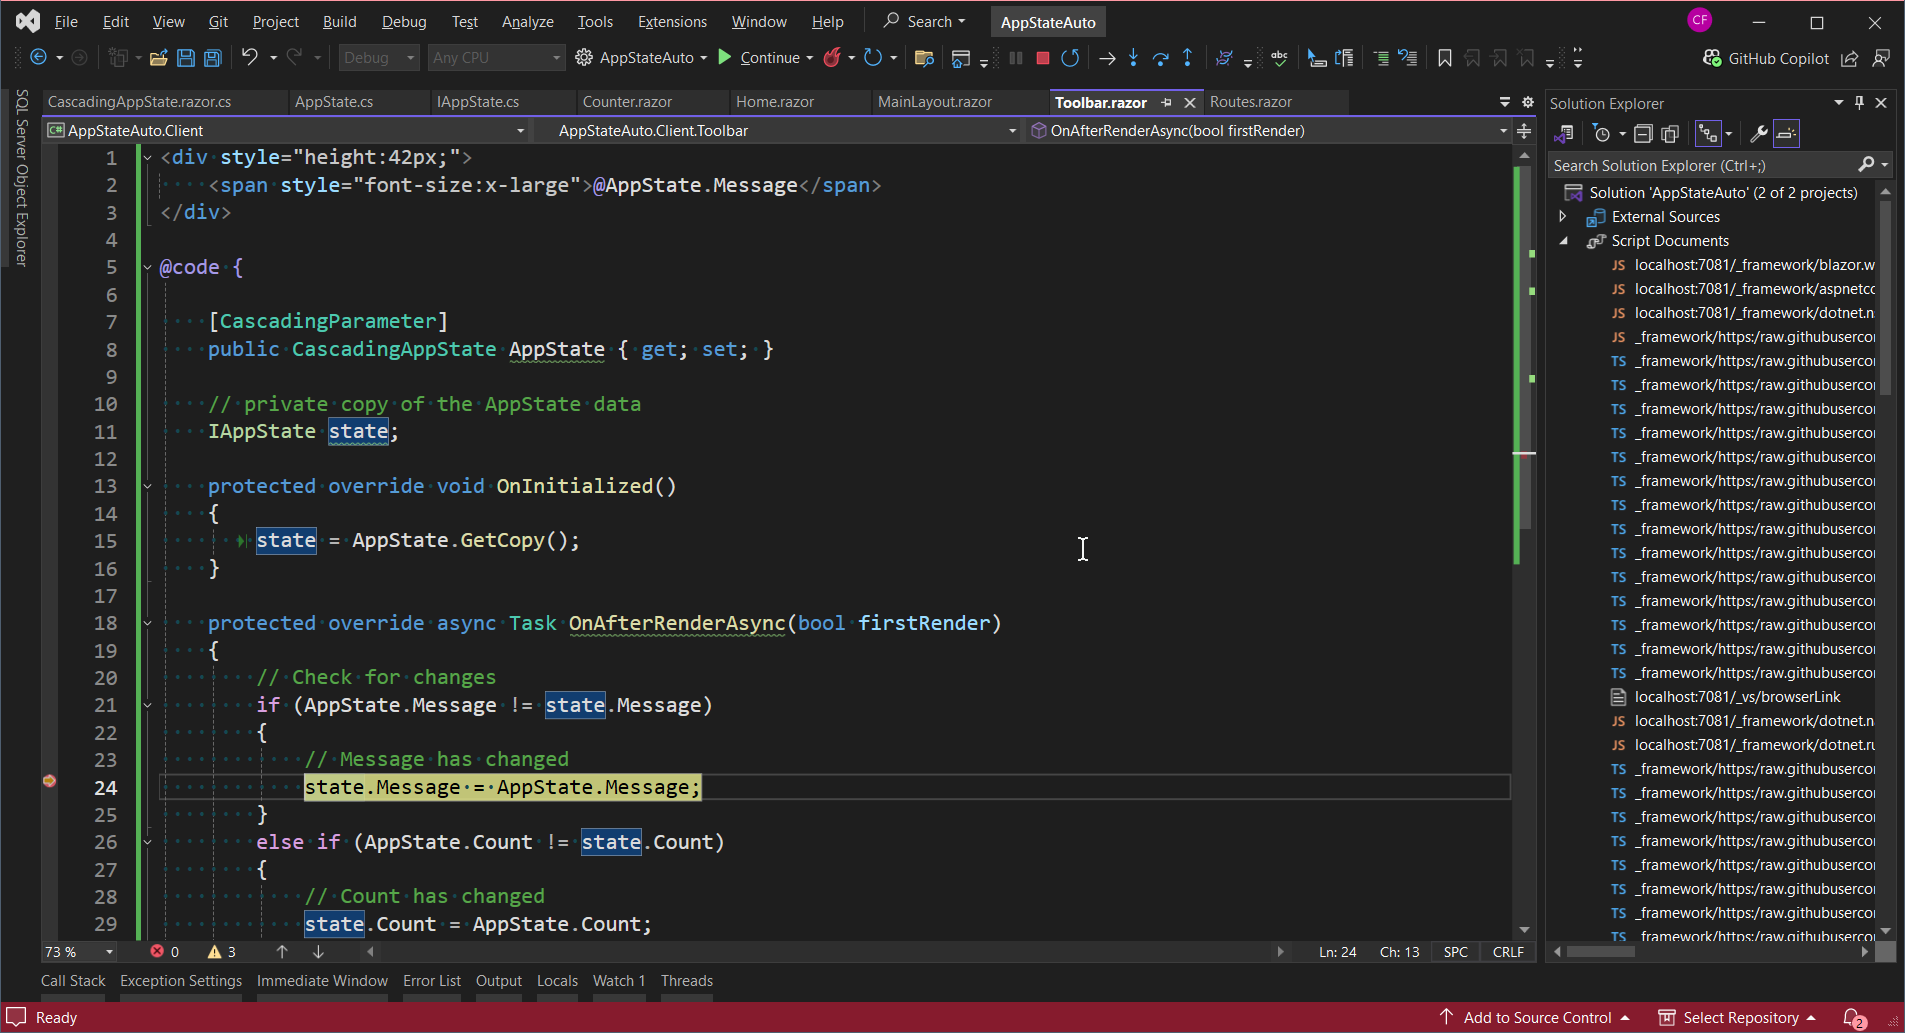 File Edit View Git Project Build Debug Test Analyze Tools Extensions Window Help Search AppStateAuto CF
Debug Any CPU AppStateAuto Continue abc GitHub Copilot
SQL Server Object Explorer
CascadingAppState.razor.cs AppState.cs IAppState.cs Counter.razor Home.razor MainLayout.razor Toolbar.razor Routes.razor
C# AppStateAuto.Client AppStateAuto.Client.Toolbar OnAfterRenderAsync(bool firstRender)
1 <div style="height:42px;">
2 <span style="font-size:x-large">@AppState.Message</span>
3 </div>
4
5 @code {
6
7 [CascadingParameter]
8 public CascadingAppState AppState { get; set; }
9
10 // private copy of the AppState data
11 IAppState state;
12
13 protected override void OnInitialized()
14 {
15 state = AppState.GetCopy();
16 }
17
18 protected override async Task OnAfterRenderAsync(bool firstRender)
19 {
20 // Check for changes
21 if (AppState.Message != state.Message)
22 {
23 // Message has changed
24 state.Message = AppState.Message;
25 }
26 else if (AppState.Count != state.Count)
27 {
28 // Count has changed
29 state.Count = AppState.Count;
73 % 0 3 Ln: 24 Ch: 13 SPC CRLF
Solution Explorer
Search Solution Explorer (Ctrl+;)
Solution 'AppStateAuto' (2 of 2 projects)
External Sources
Script Documents
JS localhost:7081/_framework/blazor.w
JS localhost:7081/_framework/aspnetcc
JS localhost:7081/_framework/dotnet.n
JS _framework/https:/raw.githubuserco
TS _framework/https:/raw.githubuserco
TS _framework/https:/raw.githubuserco
TS _framework/https:/raw.githubuserco
TS _framework/https:/raw.githubuserco
TS _framework/https:/raw.githubuserco
TS _framework/https:/raw.githubuserco
TS _framework/https:/raw.githubuserco
TS _framework/https:/raw.githubuserco
TS _framework/https:/raw.githubuserco
TS _framework/https:/raw.githubuserco
TS _framework/https:/raw.githubuserco
TS _framework/https:/raw.githubuserco
TS _framework/https:/raw.githubuserco
TS _framework/https:/raw.githubuserco
localhost:7081/_vs/browserLink
JS localhost:7081/_framework/dotnet.n
JS localhost:7081/_framework/dotnet.ru
TS _framework/https:/raw.githubuserco
TS _framework/https:/raw.githubuserco
TS _framework/https:/raw.githubuserco
TS _framework/https:/raw.githubuserco
TS _framework/https:/raw.githubuserco
TS _framework/https:/raw.githubuserco
TS _framework/https:/raw.githubuserco
TS _framework/https:/raw.githubuserco
Call Stack Exception Settings Immediate Window Error List Output Locals Watch 1 Threads
Ready Add to Source Control Select Repository 2